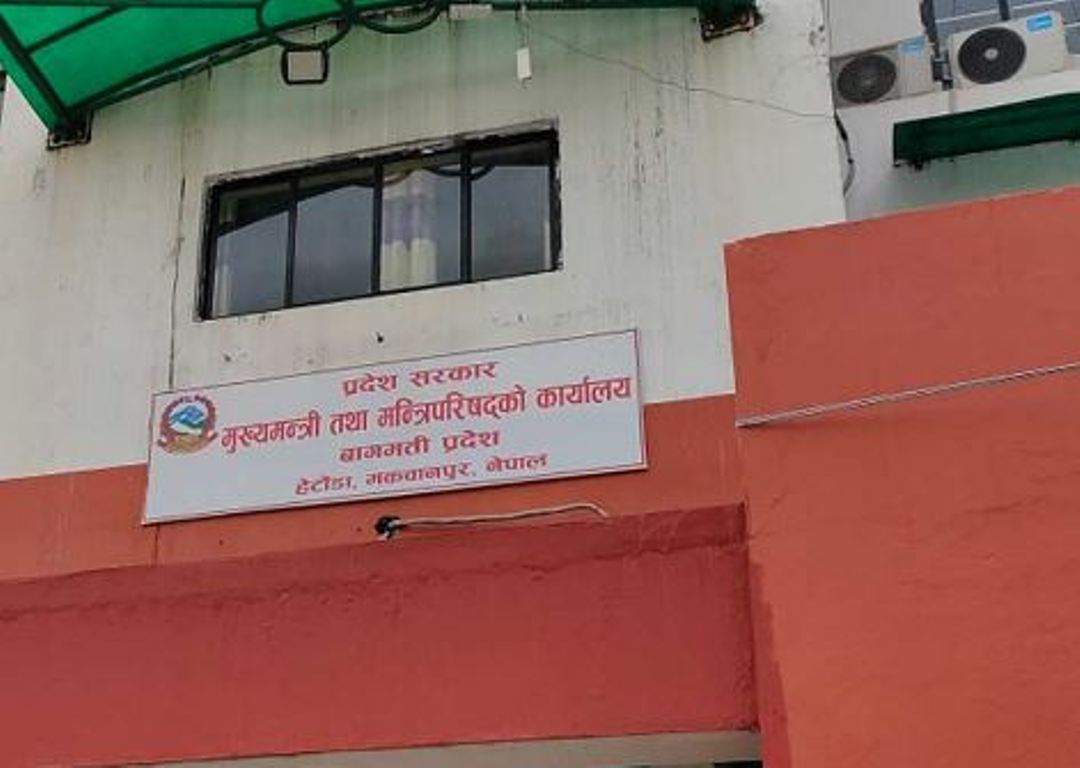 प्रदेश सरकार
मुख्यमन्त्री तथा मन्त्रिपरिषद्को कार्यालय
बागमती प्रदेश
हेटौंडा, मकवानपुर, नेपाल